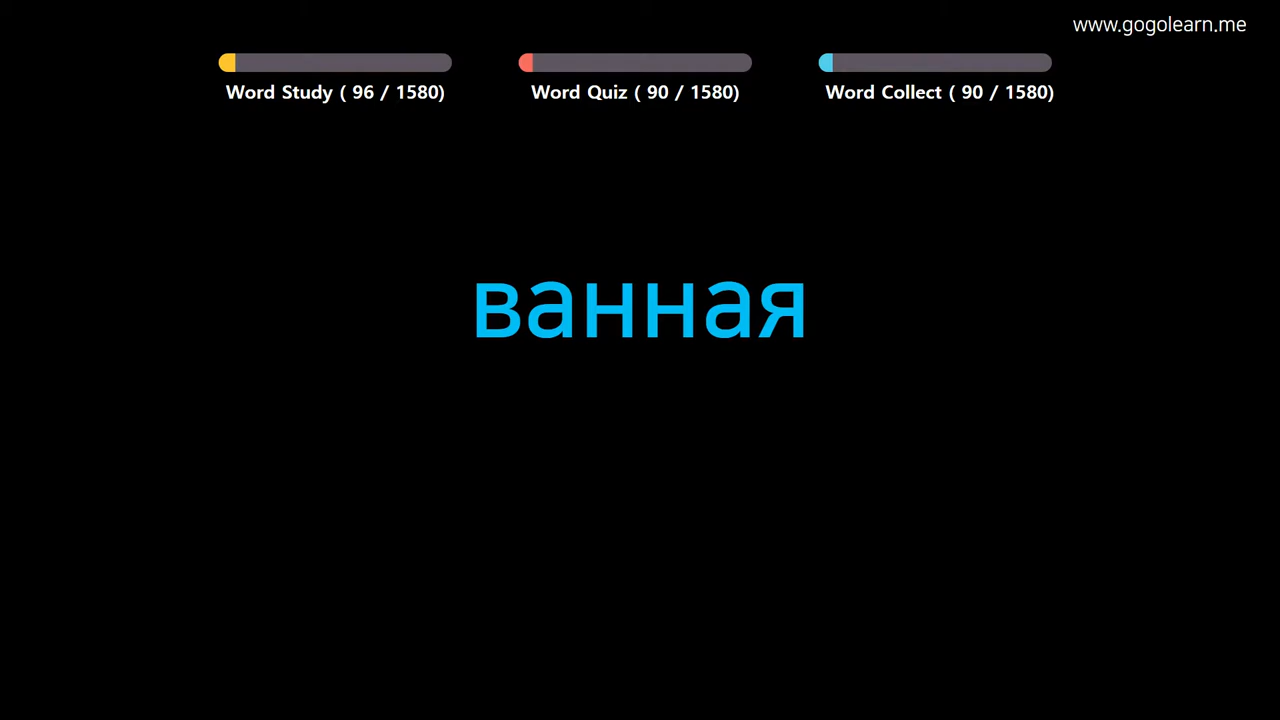 www.gogolearn.me
Word Study ( 96 / 1580)
Word Quiz ( 90 / 1580)
Word Collect ( 90 / 1580)
ванная